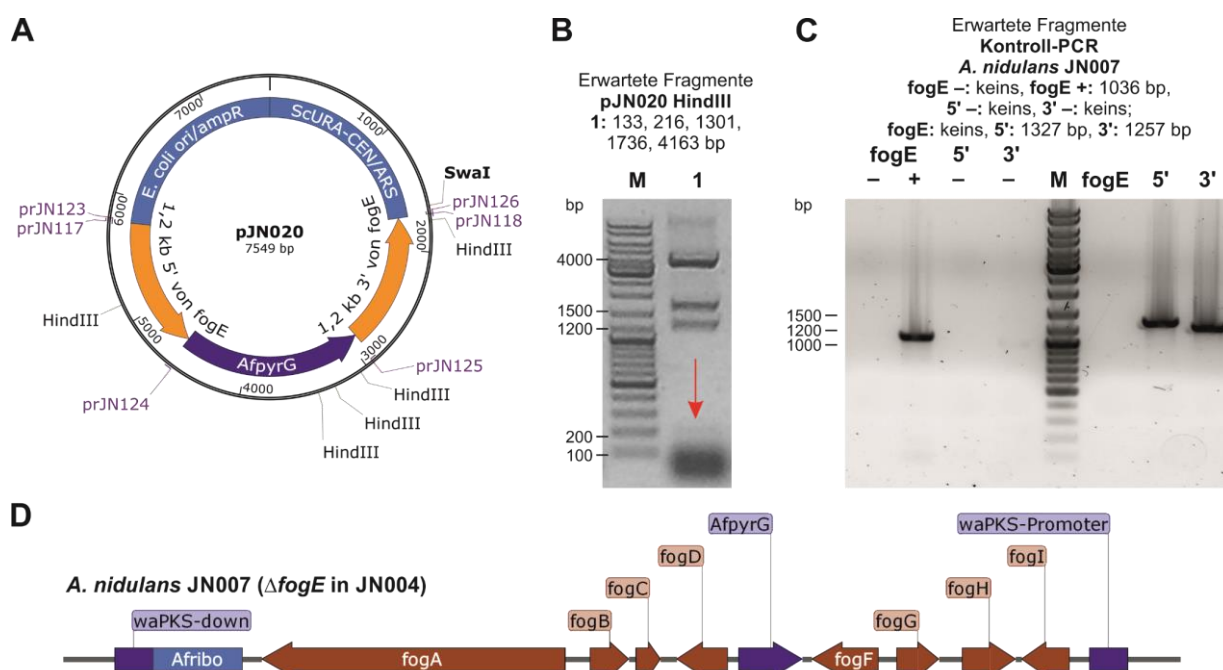 A
7000
1000
E. coli ori/ampR
ScURA-CEN/ARS
SwaI
prJN126
prJN118
HindIII
prJN123
prJN117
6000
2000
pJN020
7549 bp
1,2 kb 5' von fogE
1,2 kb 3' von fogE
HindIII
5000
3000
AfpyrG
4000
prJN124
prJN125
HindIII
HindIII
HindIII
B
Erwartete Fragmente
pJN020 HindIII
1: 133, 216, 1301,
1736, 4163 bp
M 1
bp
4000
1500
1200
200
100
C
Erwartete Fragmente
Kontroll-PCR
A. nidulans JN007
fogE –: keins, fogE +: 1036 bp,
5' –: keins, 3' –: keins;
fogE: keins, 5': 1327 bp, 3': 1257 bp
fogE 5' 3'
– + – – M fogE 5' 3'
bp
1500
1200
1000
D
A. nidulans JN007 (ΔfogE in JN004)
AfpyrG
waPKS-Promoter
fogD
fogI
fogC
fogH
waPKS-down
fogB
fogG
Afribo
fogA
fogF